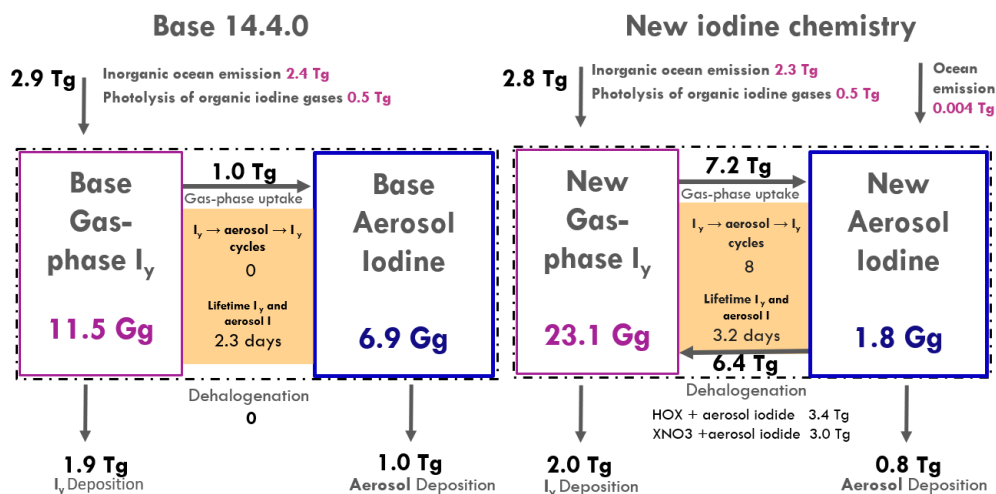 Base 14.4.0
2.9 Tg
Inorganic ocean emission 2.4 Tg
Photolysis of organic iodine gases 0.5 Tg
Base
Gas-
phase Iy
11.5 Gg
1.0 Tg
Gas-phase uptake
Iy → aerosol → Iy
cycles
0
Lifetime Iy and
aerosol I
2.3 days
Base
Aerosol
Iodine
6.9 Gg
Dehalogenation
0
1.9 Tg
Iy Deposition
1.0 Tg
Aerosol Deposition
New iodine chemistry
2.8 Tg
Inorganic ocean emission 2.3 Tg
Photolysis of organic iodine gases 0.5 Tg
Ocean
emission
0.004 Tg
New
Gas-
phase Iy
23.1 Gg
7.2 Tg
Gas-phase uptake
Iy → aerosol → Iy
cycles
8
Lifetime Iy and
aerosol I
3.2 days
6.4 Tg
New
Aerosol
Iodine
1.8 Gg
Dehalogenation
HOX + aerosol iodide 3.4 Tg
XNO3 +aerosol iodide 3.0 Tg
2.0 Tg
Iy Deposition
0.8 Tg
Aerosol Deposition